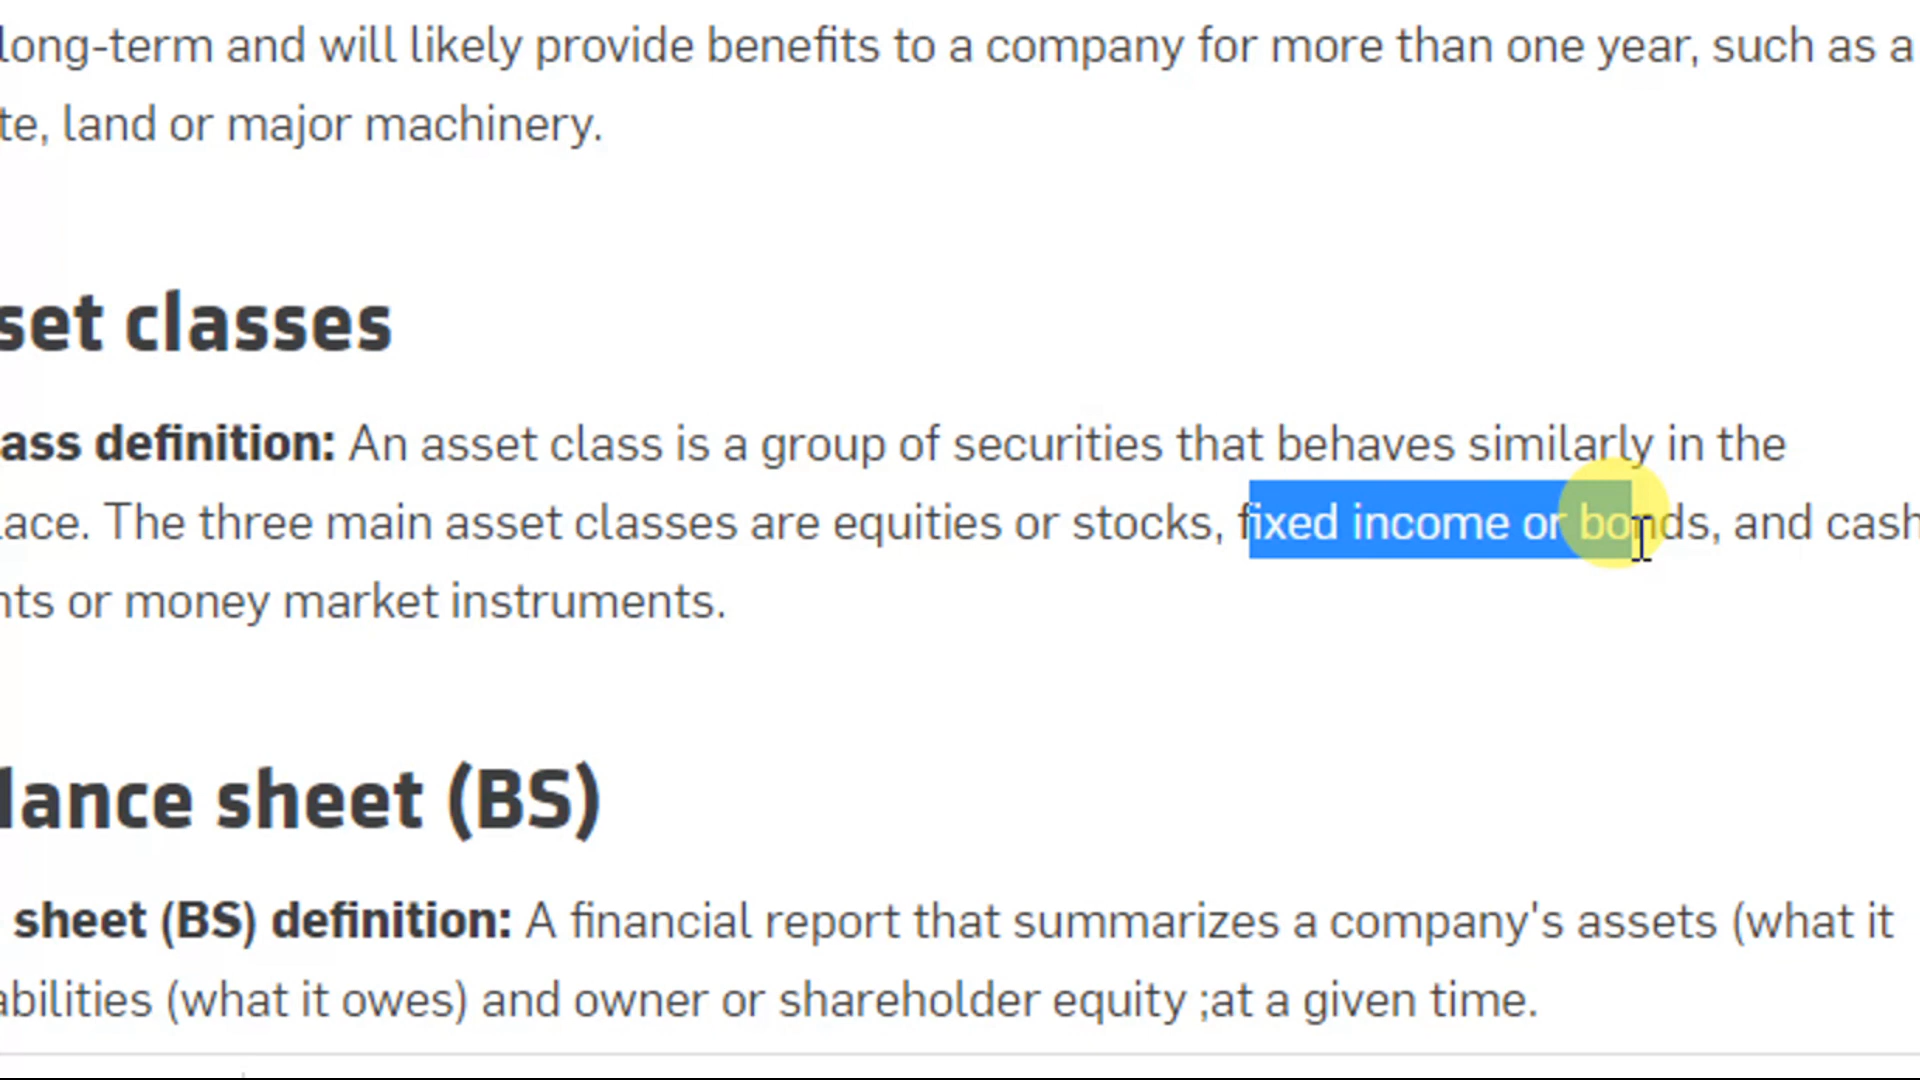 long-term and will likely provide benefits to a company for more than one year, such as a
te, land or major machinery.
set classes
ass definition: An asset class is a group of securities that behaves similarly in the
lace. The three main asset classes are equities or stocks, fixed income or bonds, and cash
nts or money market instruments.
lance sheet (BS)
sheet (BS) definition: A financial report that summarizes a company's assets (what it
abilities (what it owes) and owner or shareholder equity ;at a given time.